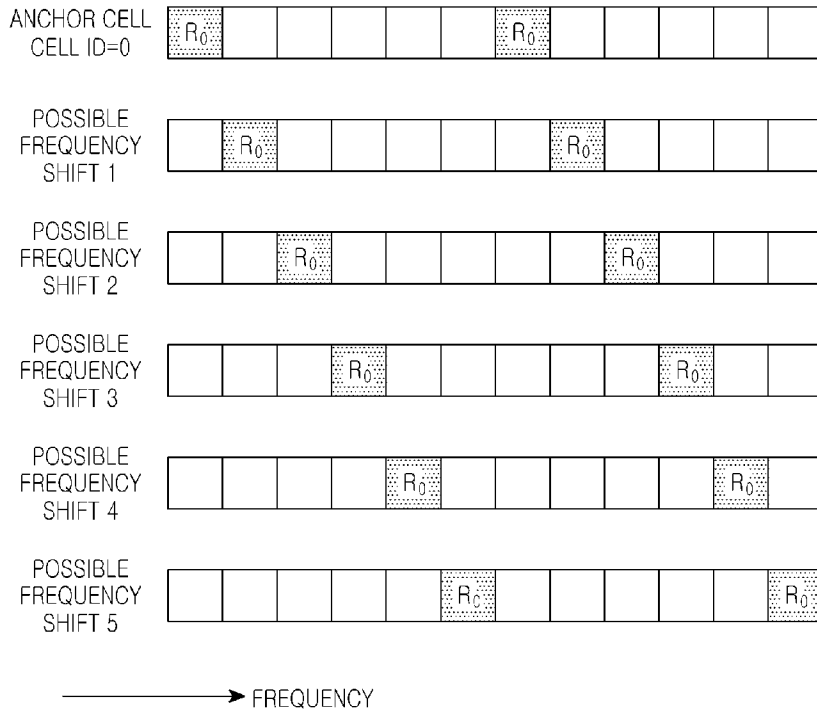 ANCHOR CELL
CELL ID=0
R₀ R₀
POSSIBLE
FREQUENCY
SHIFT 1
R₀ R₀
POSSIBLE
FREQUENCY
SHIFT 2
R₀ R₀
POSSIBLE
FREQUENCY
SHIFT 3
R₀ R₀
POSSIBLE
FREQUENCY
SHIFT 4
R₀ R₀
POSSIBLE
FREQUENCY
SHIFT 5
R₀ R₀
FREQUENCY